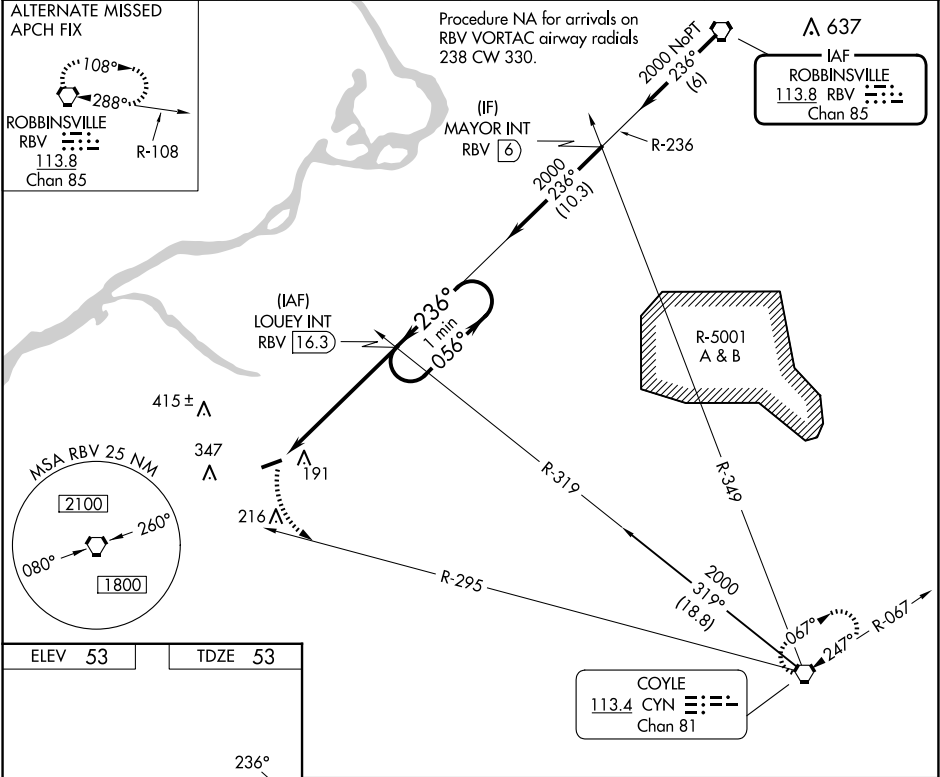 ALTERNATE MISSED
APCH FIX
108°
288°
ROBBINSVILLE
RBV
113.8
Chan 85
R-108
Procedure NA for arrivals on
RBV VORTAC airway radials
238 CW 330.
2000 NoPT
236°
(6)
637
IAF
ROBBINSVILLE
113.8 RBV
Chan 85
(IF)
MAYOR INT
RBV 6
R-236
2000
236°
(10.3)
(IAF)
LOUEY INT
RBV 16.3
236°
1 min
056°
R-5001
A & B
415 ±
347
191
216
MSA RBV 25 NM
2100
260°
080°
1800
R-319
R-349
R-295
2000
319°
(18.8)
067°
247°
R-067
COYLE
113.4 CYN
Chan 81
ELEV 53
TDZE 53
236°